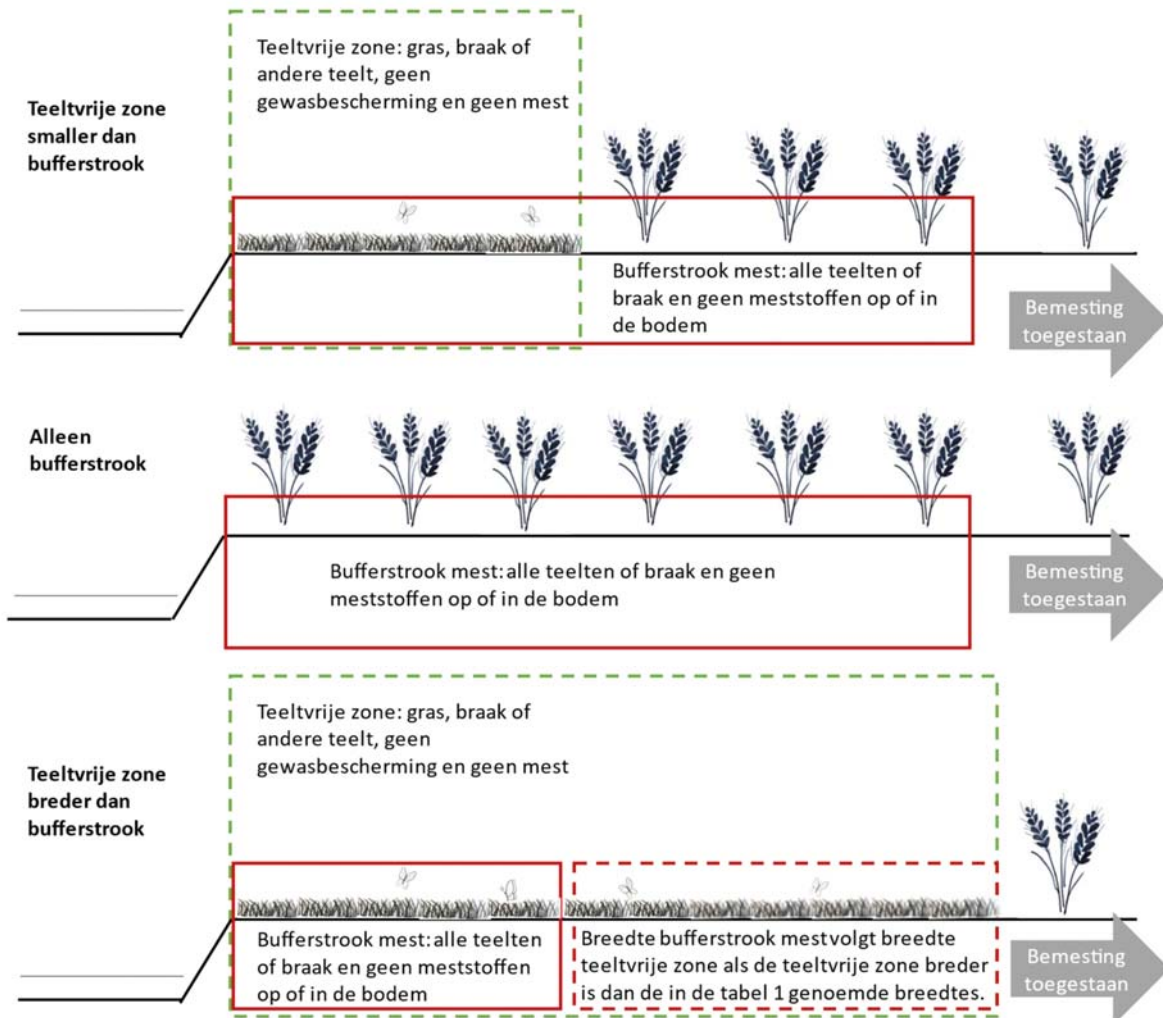 Teeltvrije zone
smaller dan
bufferstrook
Teeltvrije zone: gras, braak of
andere teelt, geen
gewasbescherming en geen mest
Bufferstrook mest: alle teelten of
braak en geen meststoffen op of in
de bodem
Bemesting
toegestaan
Alleen
bufferstrook
Bufferstrook mest: alle teelten of braak en geen
meststoffen op of in de bodem
Bemesting
toegestaan
Teeltvrije zone
breder dan
bufferstrook
Teeltvrije zone: gras, braak of
andere teelt, geen
gewasbescherming en geen mest
Bufferstrook mest: alle teelten
of braak en geen meststoffen
op of in de bodem
Breedte bufferstrook mest volgt breedte
teeltvrije zone als de teeltvrije zone breder
is dan de in de tabel 1 genoemde breedtes.
Bemesting
toegestaan